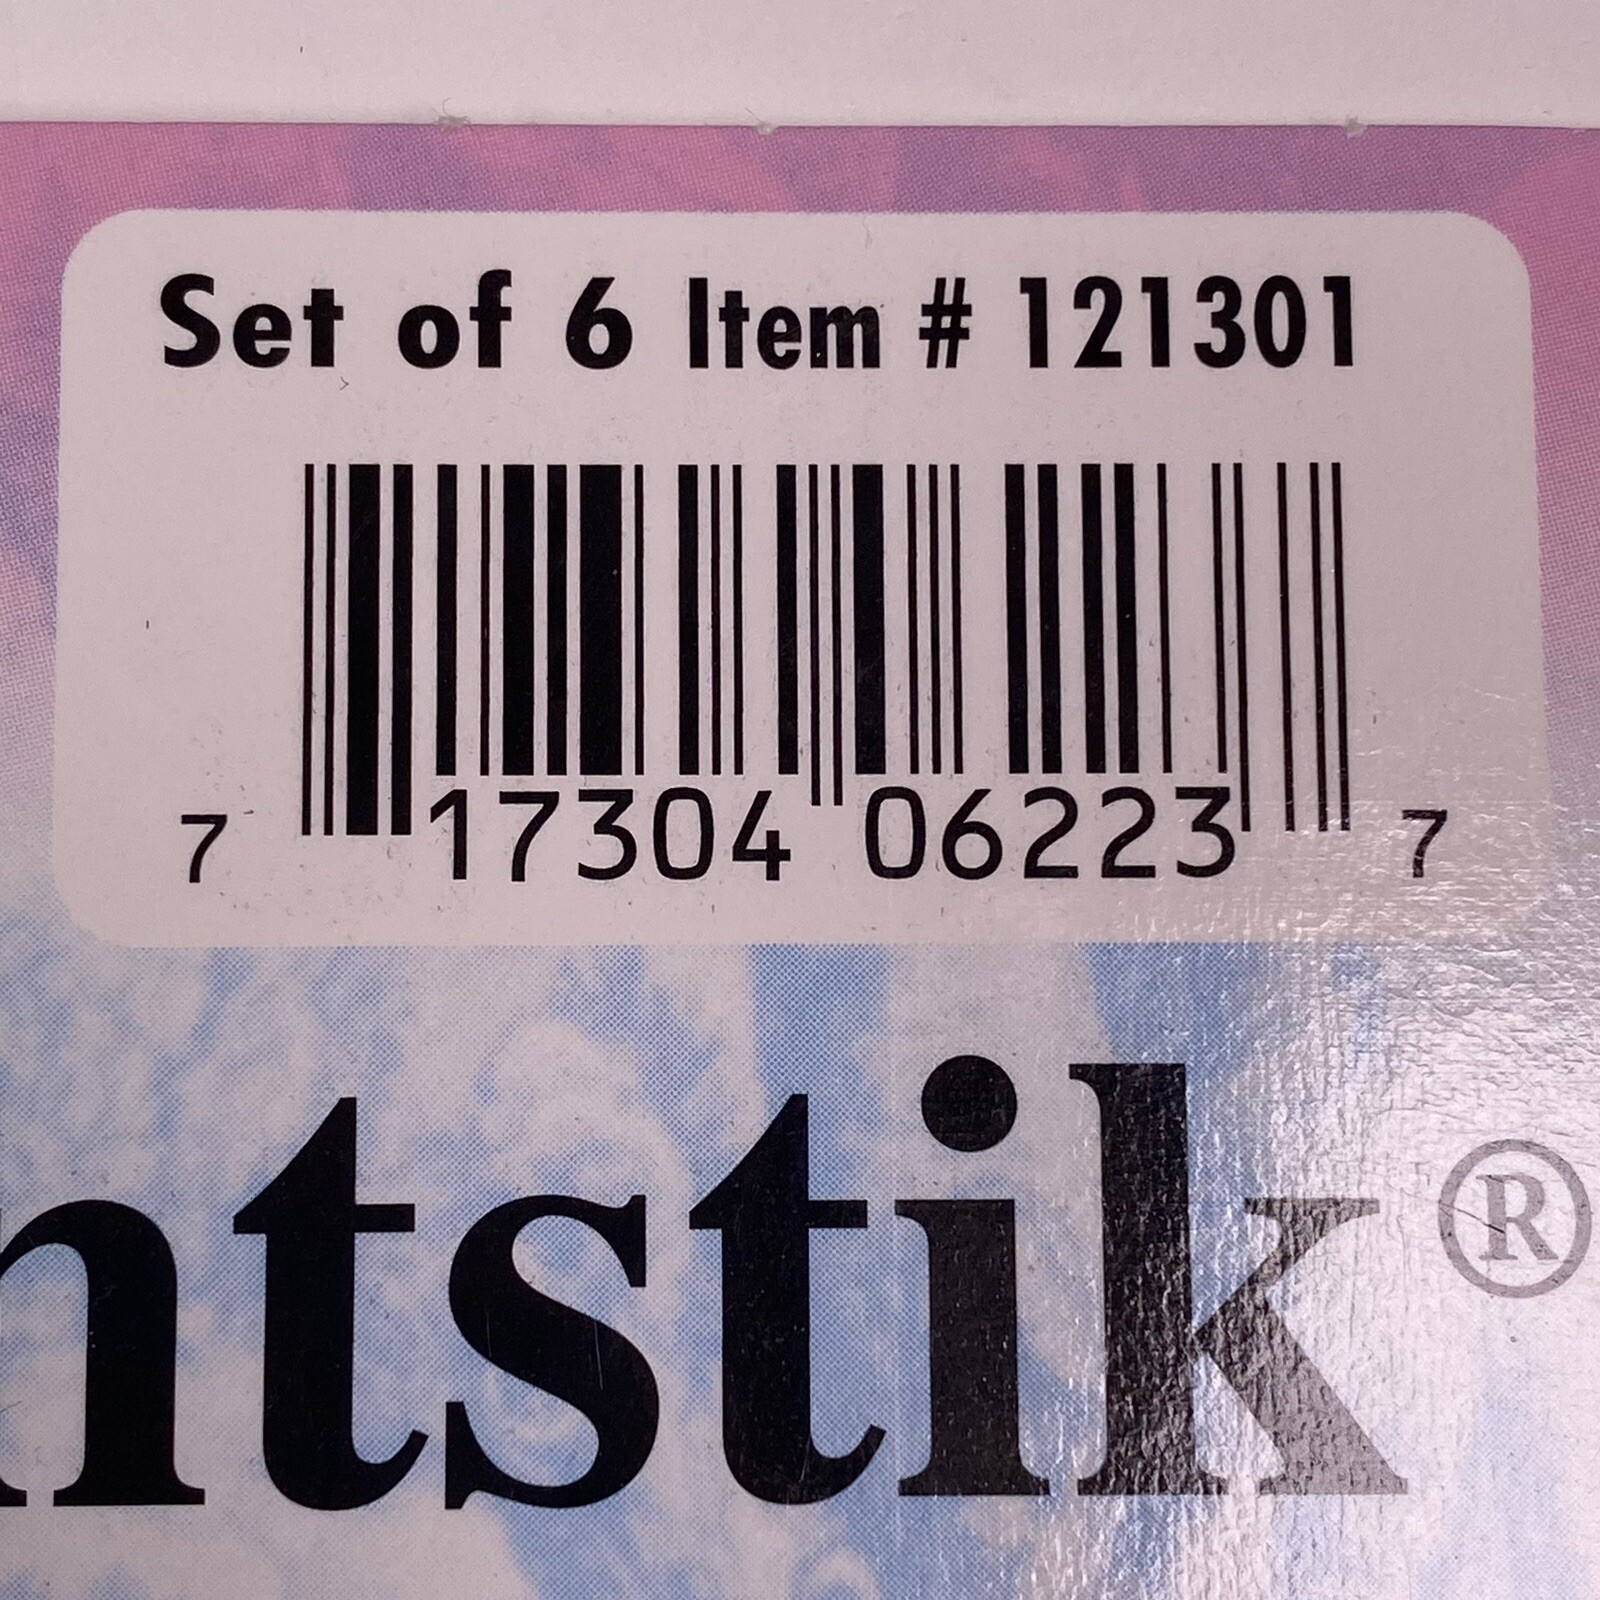 Set of 6 Item # 121301
7 17304 06223 7
ntstik®